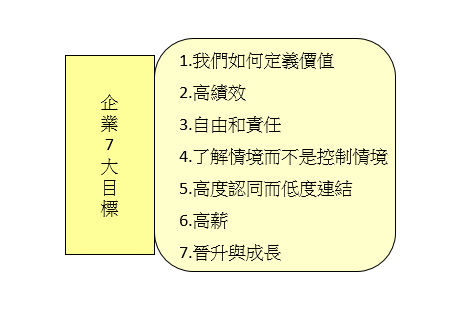 企業7大目標
1.我們如何定義價值
2.高績效
3.自由和責任
4.了解情境而不是控制情境
5.高度認同而低度連結
6.高薪
7.晉升與成長